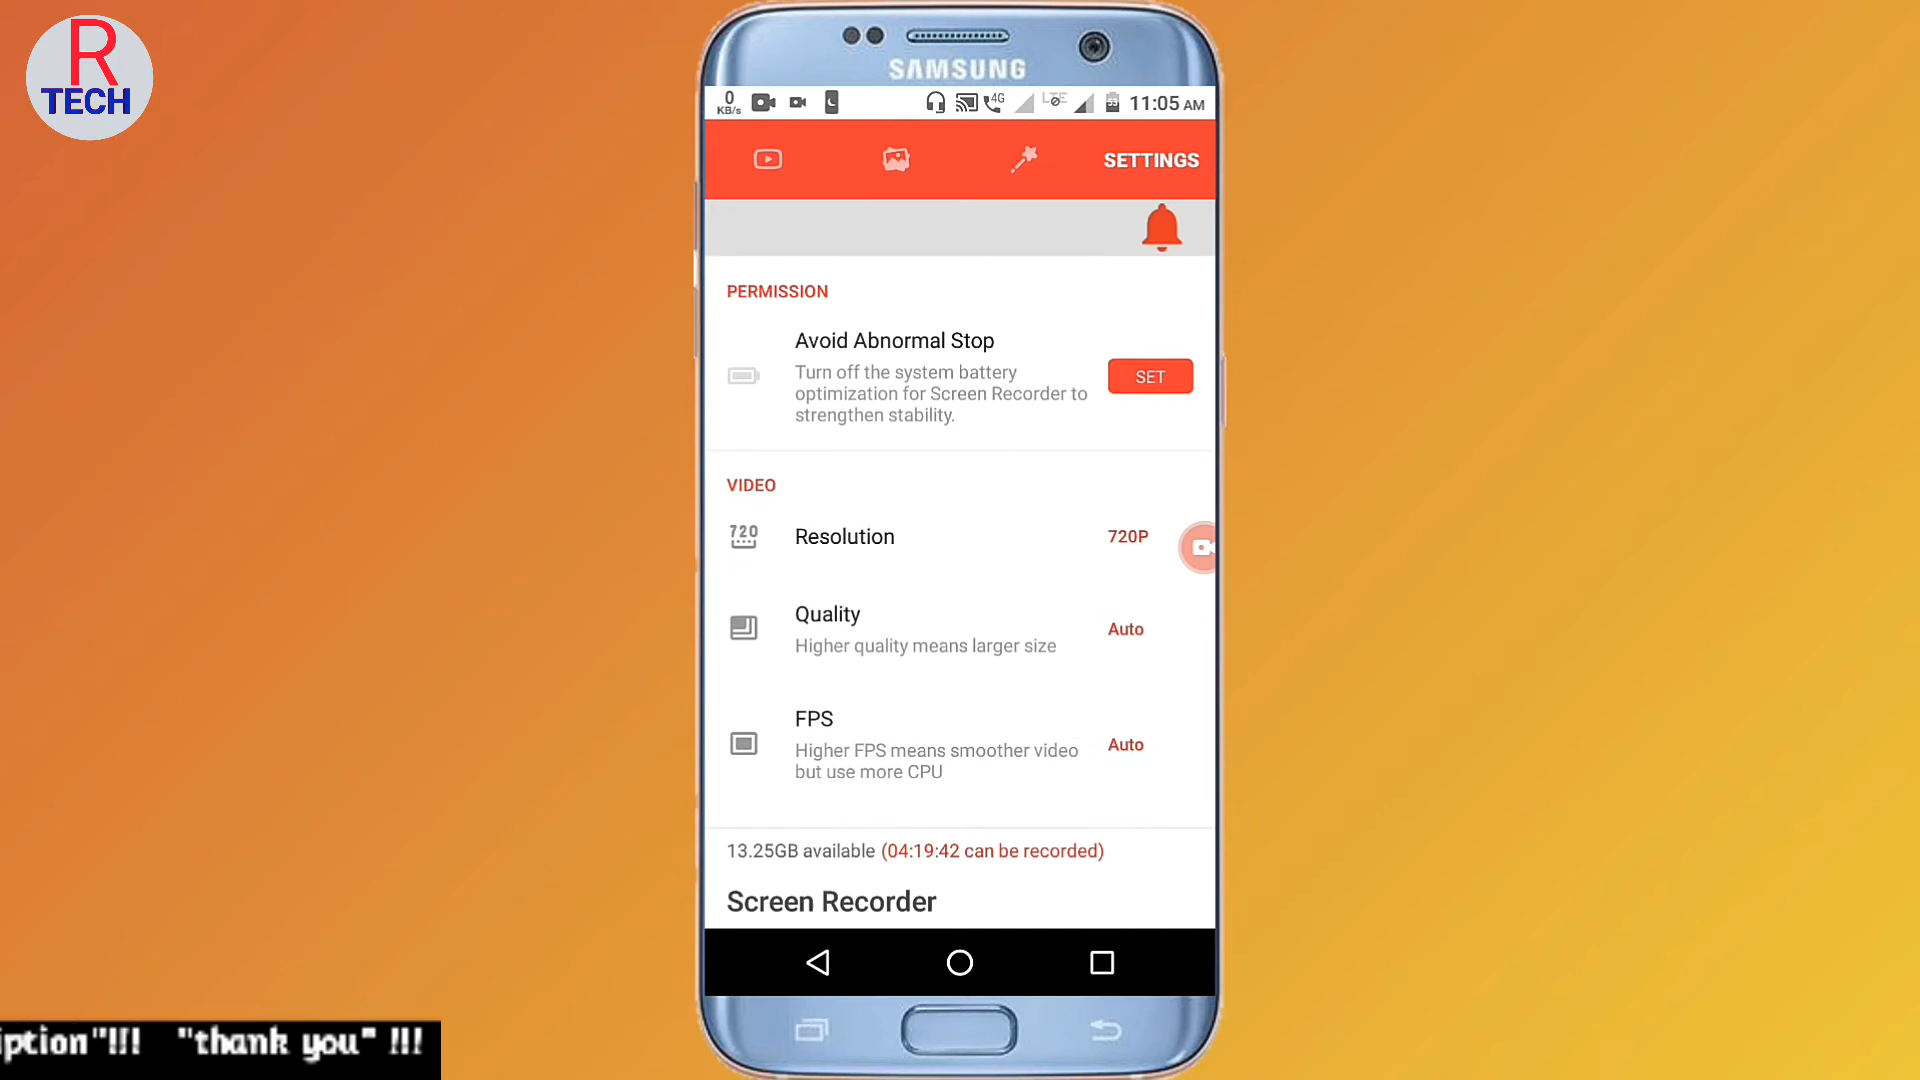 R
TECH
SAMSUNG
0
KB/s
4G
LTE
53
11:05 AM
SETTINGS
PERMISSION
Avoid Abnormal Stop
Turn off the system battery
optimization for Screen Recorder to
strengthen stability.
SET
VIDEO
720
Resolution
720P
Quality
Higher quality means larger size
Auto
FPS
Higher FPS means smoother video
but use more CPU
Auto
13.25GB available (04:19:42 can be recorded)
Screen Recorder
iption"!!! "thank you" !!!